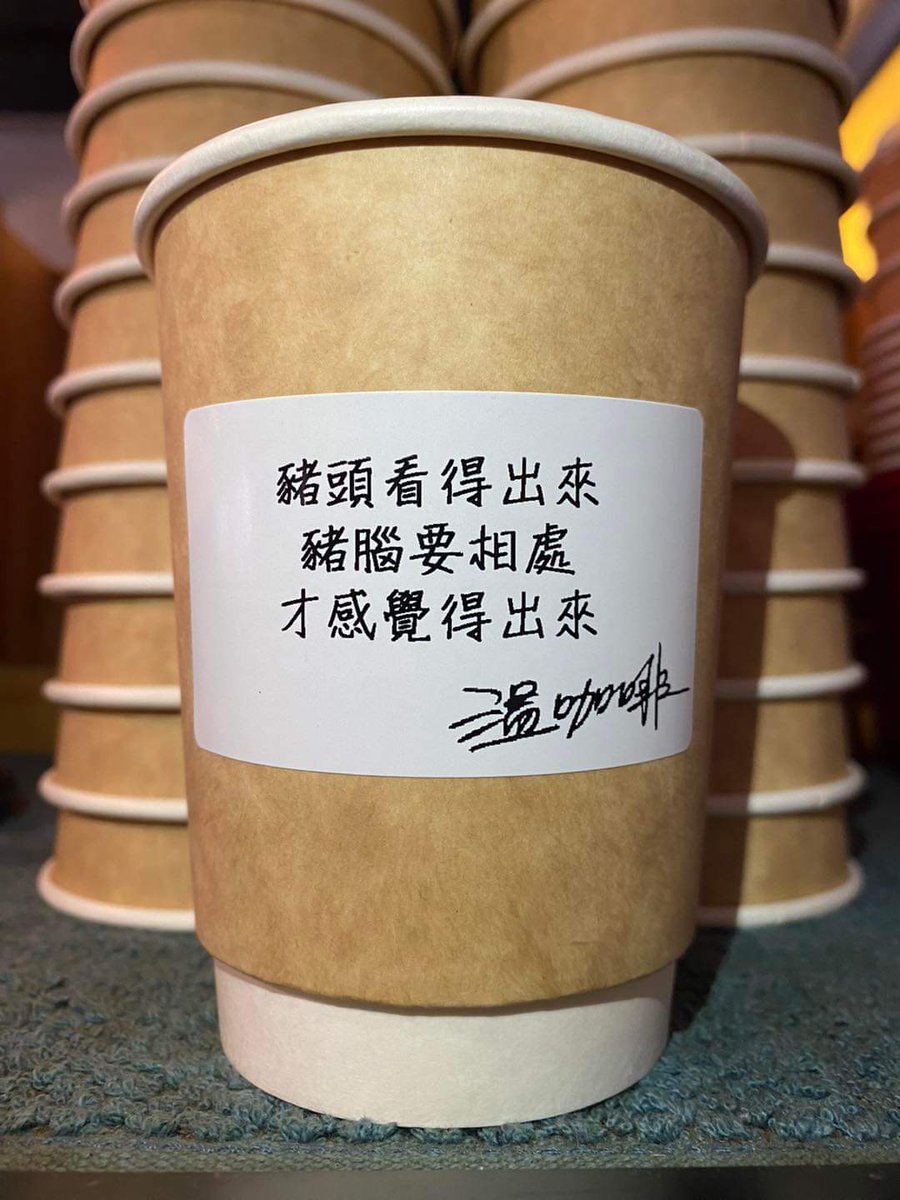 豬頭看得出來
豬腦要相處
才感覺得出來
溫咖啡